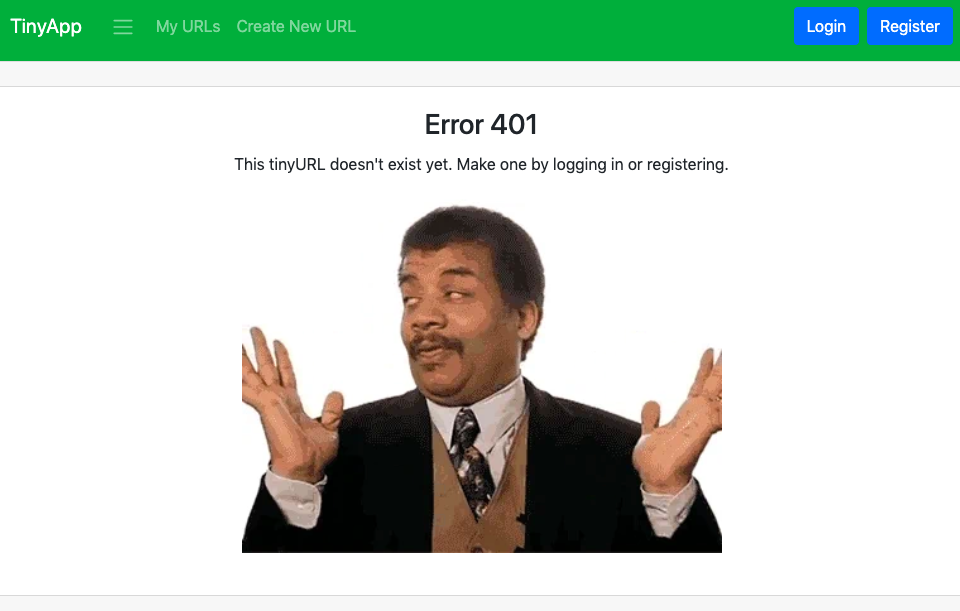 TinyApp My URLs Create New URL Login Register
Error 401
This tinyURL doesn't exist yet. Make one by logging in or registering.